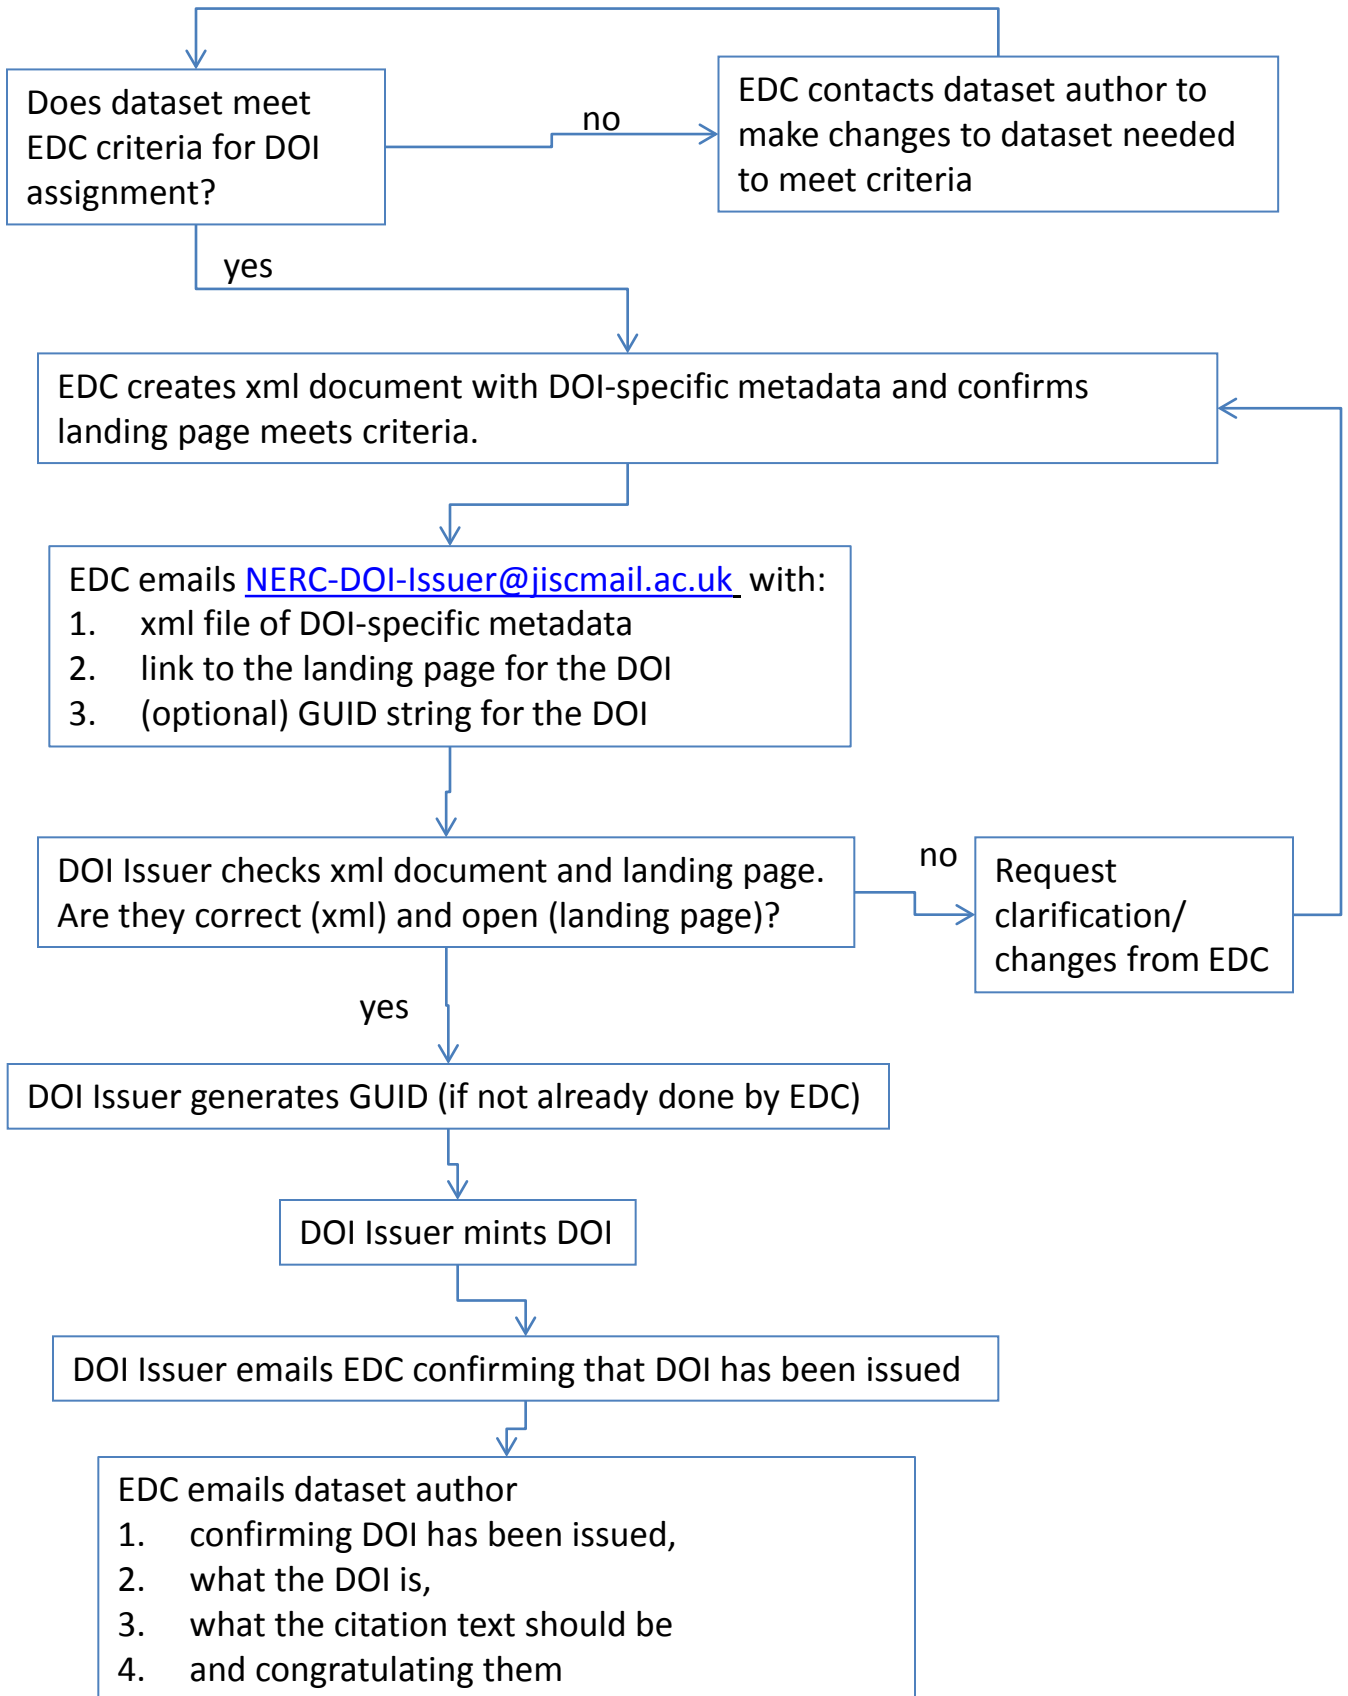 Does dataset meet
EDC criteria for DOI
assignment?
no
EDC contacts dataset author to
make changes to dataset needed
to meet criteria
yes
EDC creates xml document with DOI-specific metadata and confirms
landing page meets criteria.
EDC emails NERC-DOI-Issuer@jiscmail.ac.uk with:
1. xml file of DOI-specific metadata
2. link to the landing page for the DOI
3. (optional) GUID string for the DOI
DOI Issuer checks xml document and landing page.
Are they correct (xml) and open (landing page)?
no
Request
clarification/
changes from EDC
yes
DOI Issuer generates GUID (if not already done by EDC)
DOI Issuer mints DOI
DOI Issuer emails EDC confirming that DOI has been issued
EDC emails dataset author
1. confirming DOI has been issued,
2. what the DOI is,
3. what the citation text should be
4. and congratulating them